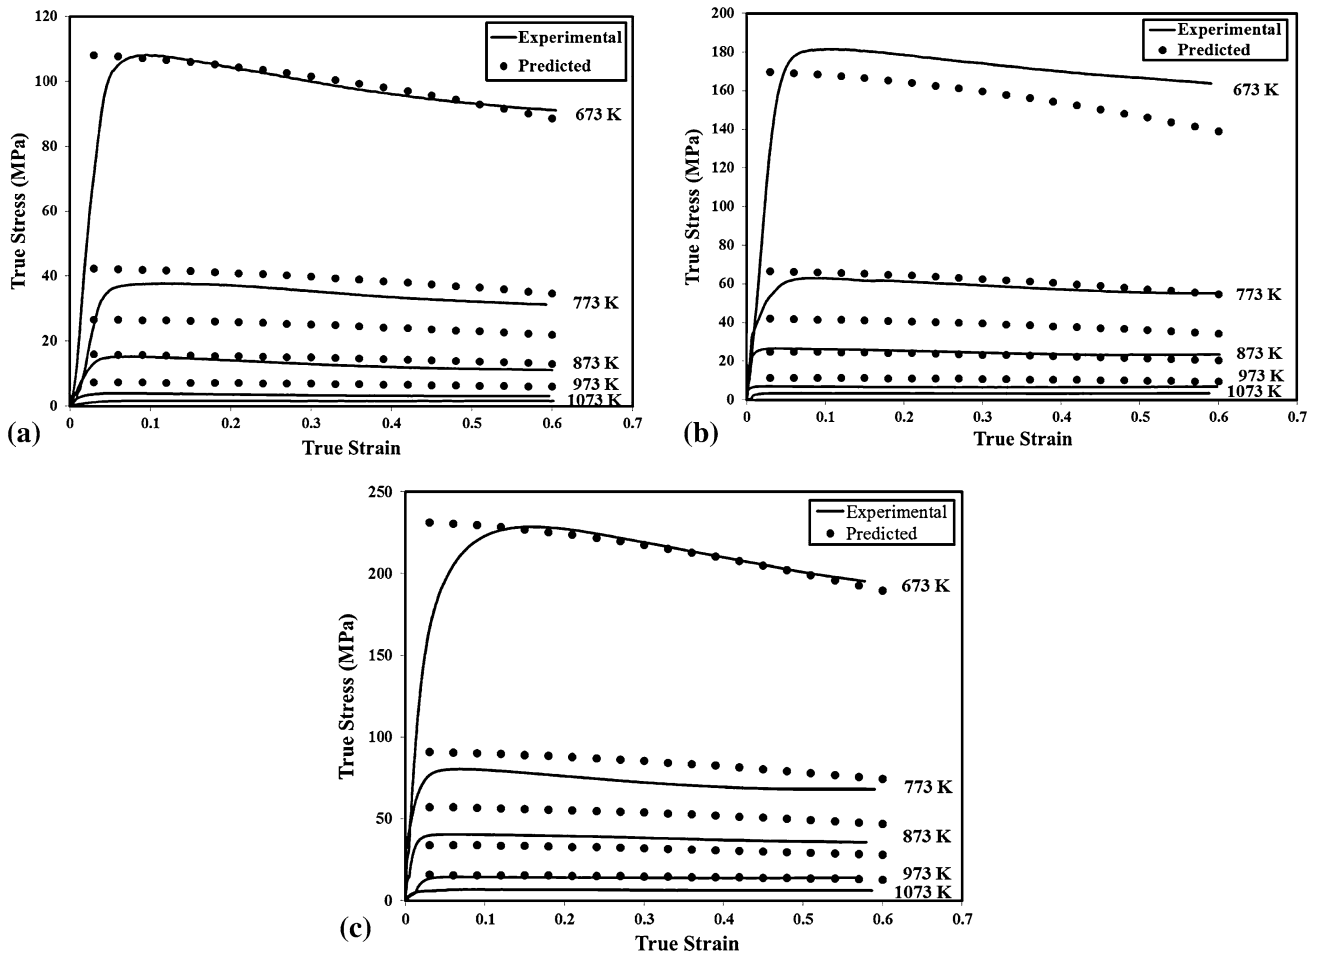 120
100
80
60
40
20
0
True Stress (MPa)
Experimental
Predicted
673 K
773 K
873 K
973 K
1073 K
0 0.1 0.2 0.3 0.4 0.5 0.6 0.7
True Strain
(a)
200
180
160
140
120
100
80
60
40
20
0
True Stress (MPa)
Experimental
Predicted
673 K
773 K
873 K
973 K
1073 K
0 0.1 0.2 0.3 0.4 0.5 0.6 0.7
True Strain
(b)
250
200
150
100
50
0
True Stress (MPa)
Experimental
Predicted
673 K
773 K
873 K
973 K
1073 K
0 0.1 0.2 0.3 0.4 0.5 0.6 0.7
True Strain
(c)